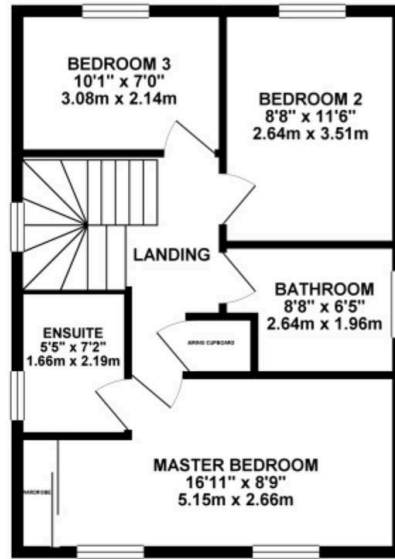 BEDROOM 3
10'1" x 7'0"
3.08m x 2.14m
BEDROOM 2
8'8" x 11'6"
2.64m x 3.51m
LANDING
BATHROOM
8'8" x 6'5"
2.64m x 1.96m
ENSUITE
5'5" x 7'2"
1.66m x 2.19m
AIRING CUPBOARD
MASTER BEDROOM
16'11" x 8'9"
5.15m x 2.66m
WARDROBE